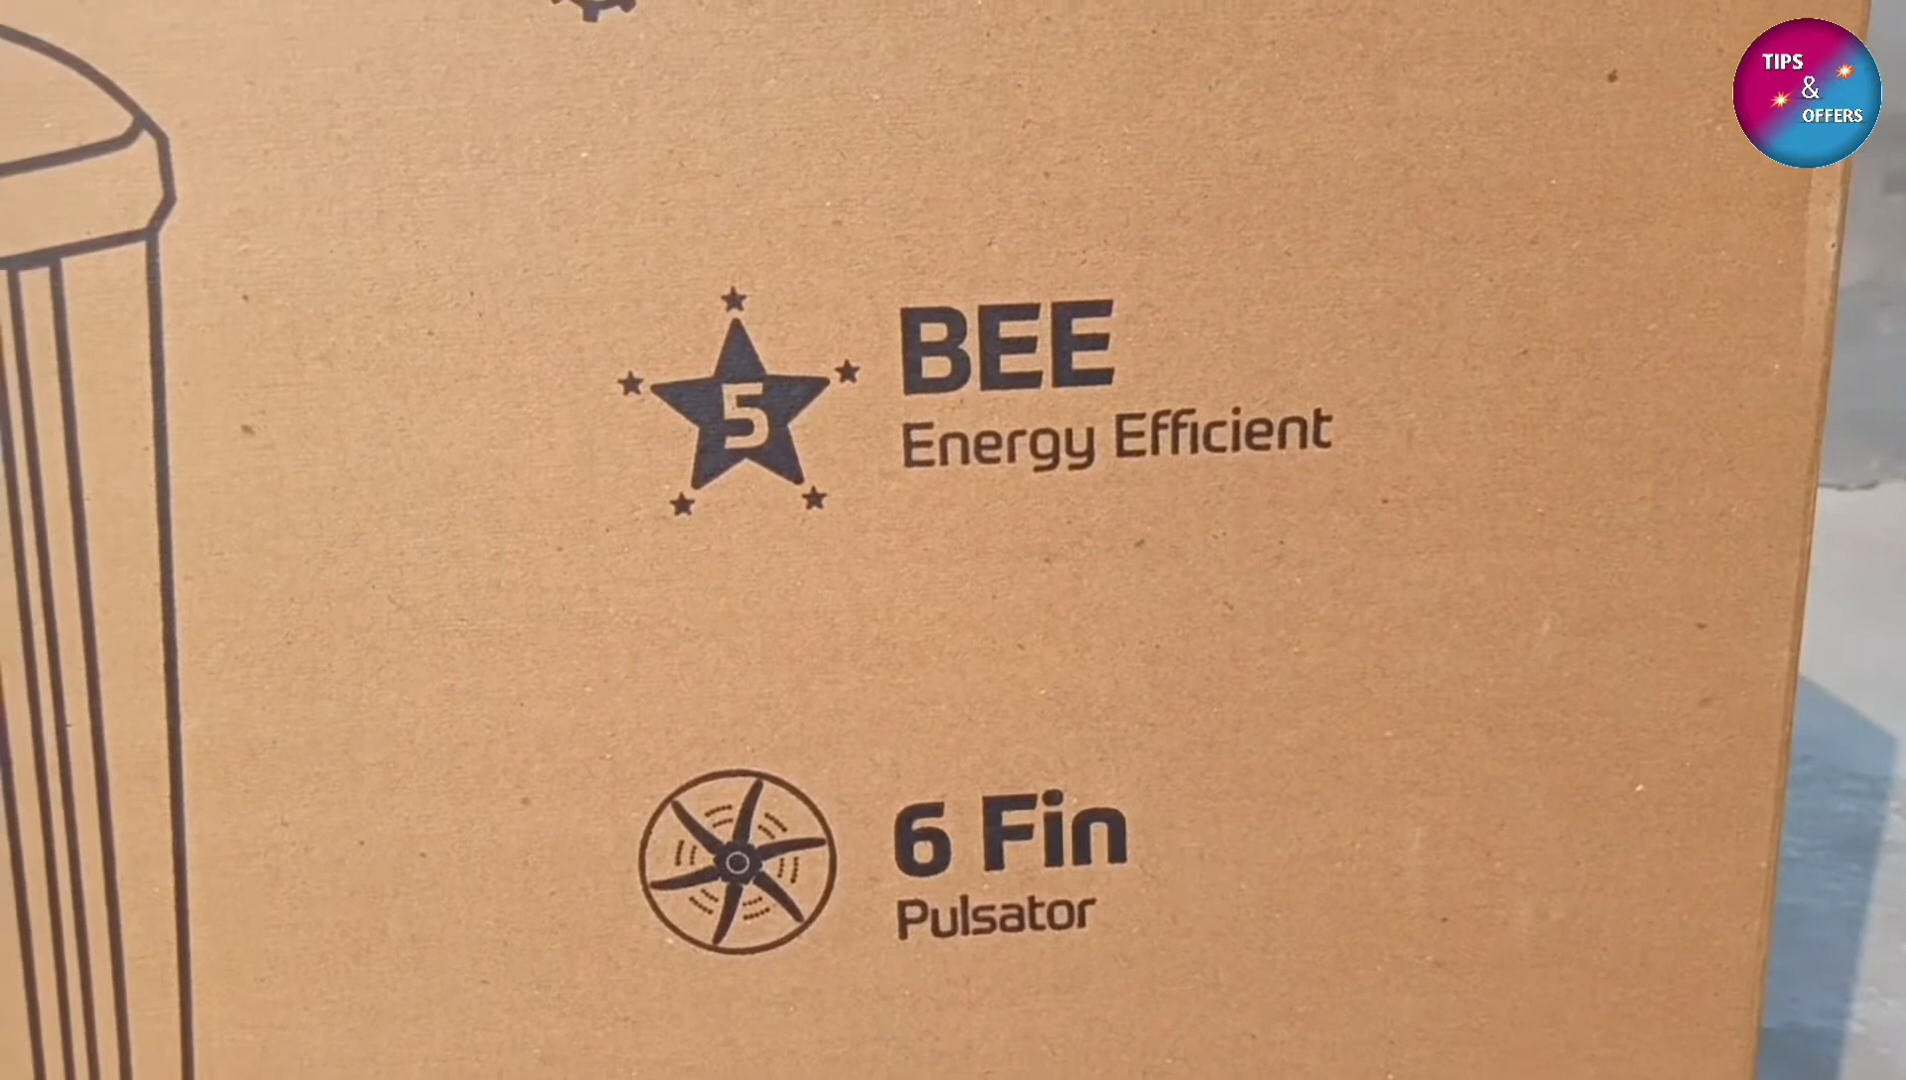 TIPS
&
OFFERS
5
BEE
Energy Efficient
6 Fin
Pulsator